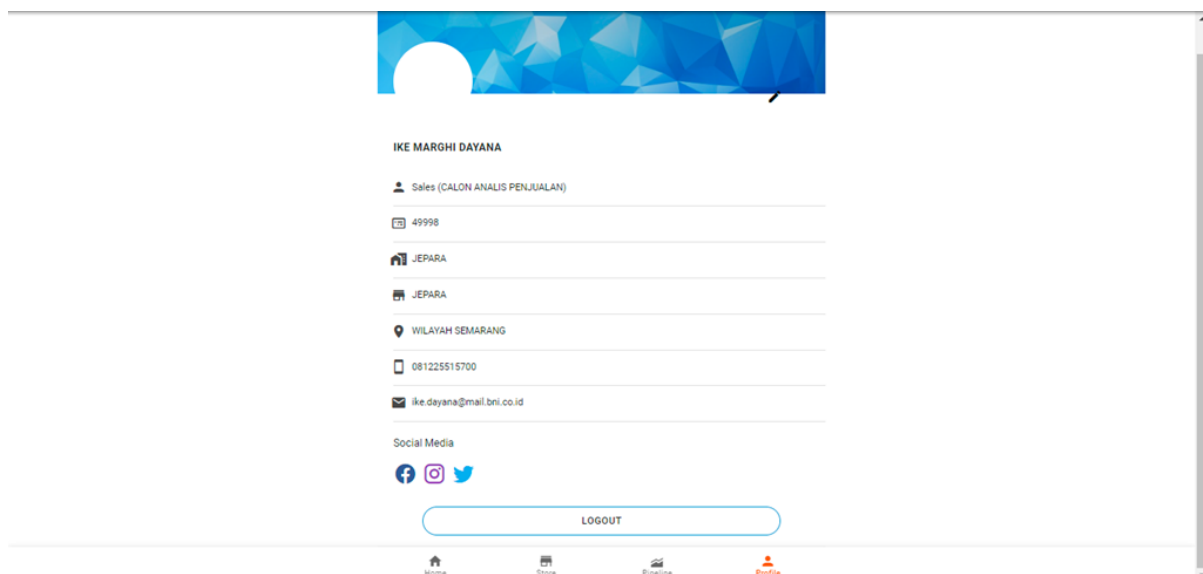 IKE MARGHI DAYANA
Sales (CALON ANALIS PENJUALAN)
49998
JEPARA
JEPARA
WILAYAH SEMARANG
081225515700
ike.dayana@mail.bni.co.id
Social Media
LOGOUT
Home
Store
Pipeline
Profile